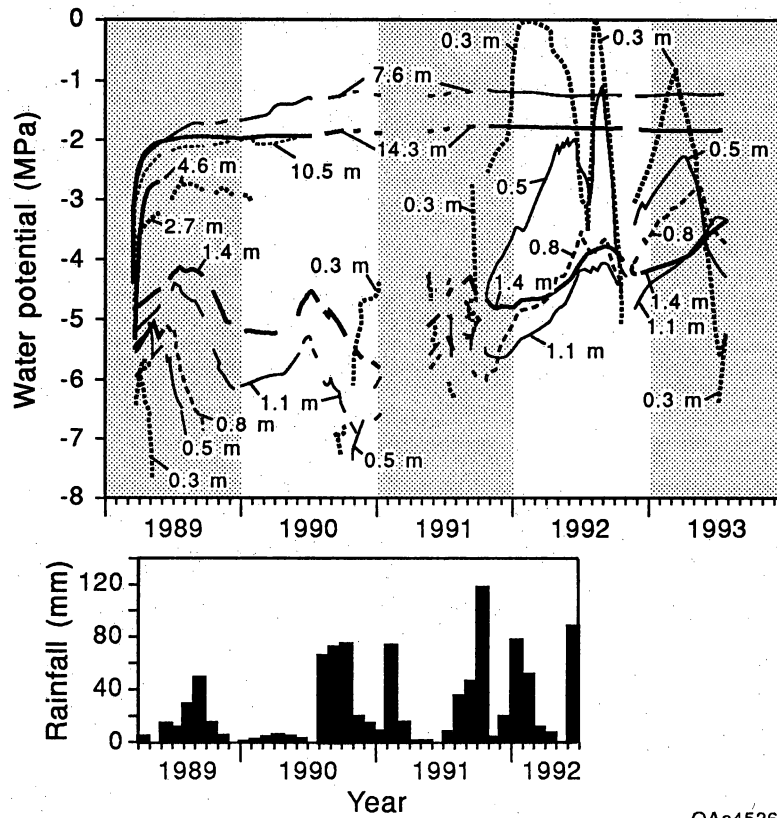 0
-1
-2
-3
-4
-5
-6
-7
-8
Water potential (MPa)
0.3 m
0.3 m
7.6 m
14.3 m
10.5 m
4.6 m
2.7 m
1.4 m
0.5
0.5 m
0.3 m
0.3 m
0.8
0.8
1.4 m
1.4 m
1.1 m
1.1 m
1.1 m
0.8 m
0.5 m
0.5 m
0.3 m
0.3 m
1989 1990 1991 1992 1993
120
80
40
0
Rainfall (mm)
1989 1990 1991 1992
Year